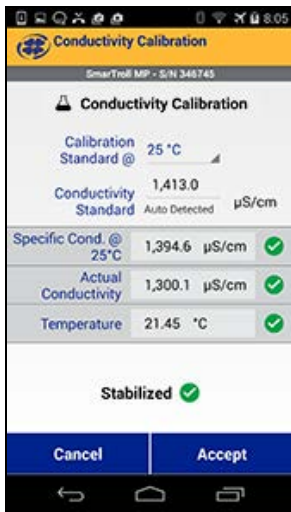 8:05
Conductivity Calibration
SmarTroll MP - S/N 346745
Conductivity Calibration
Calibration
Standard @
25 °C
Conductivity
Standard
1,413.0
Auto Detected
µS/cm
Specific Cond. @
25°C
1,394.6 µS/cm
Actual
Conductivity
1,300.1 µS/cm
Temperature
21.45 °C
Stabilized
Cancel
Accept